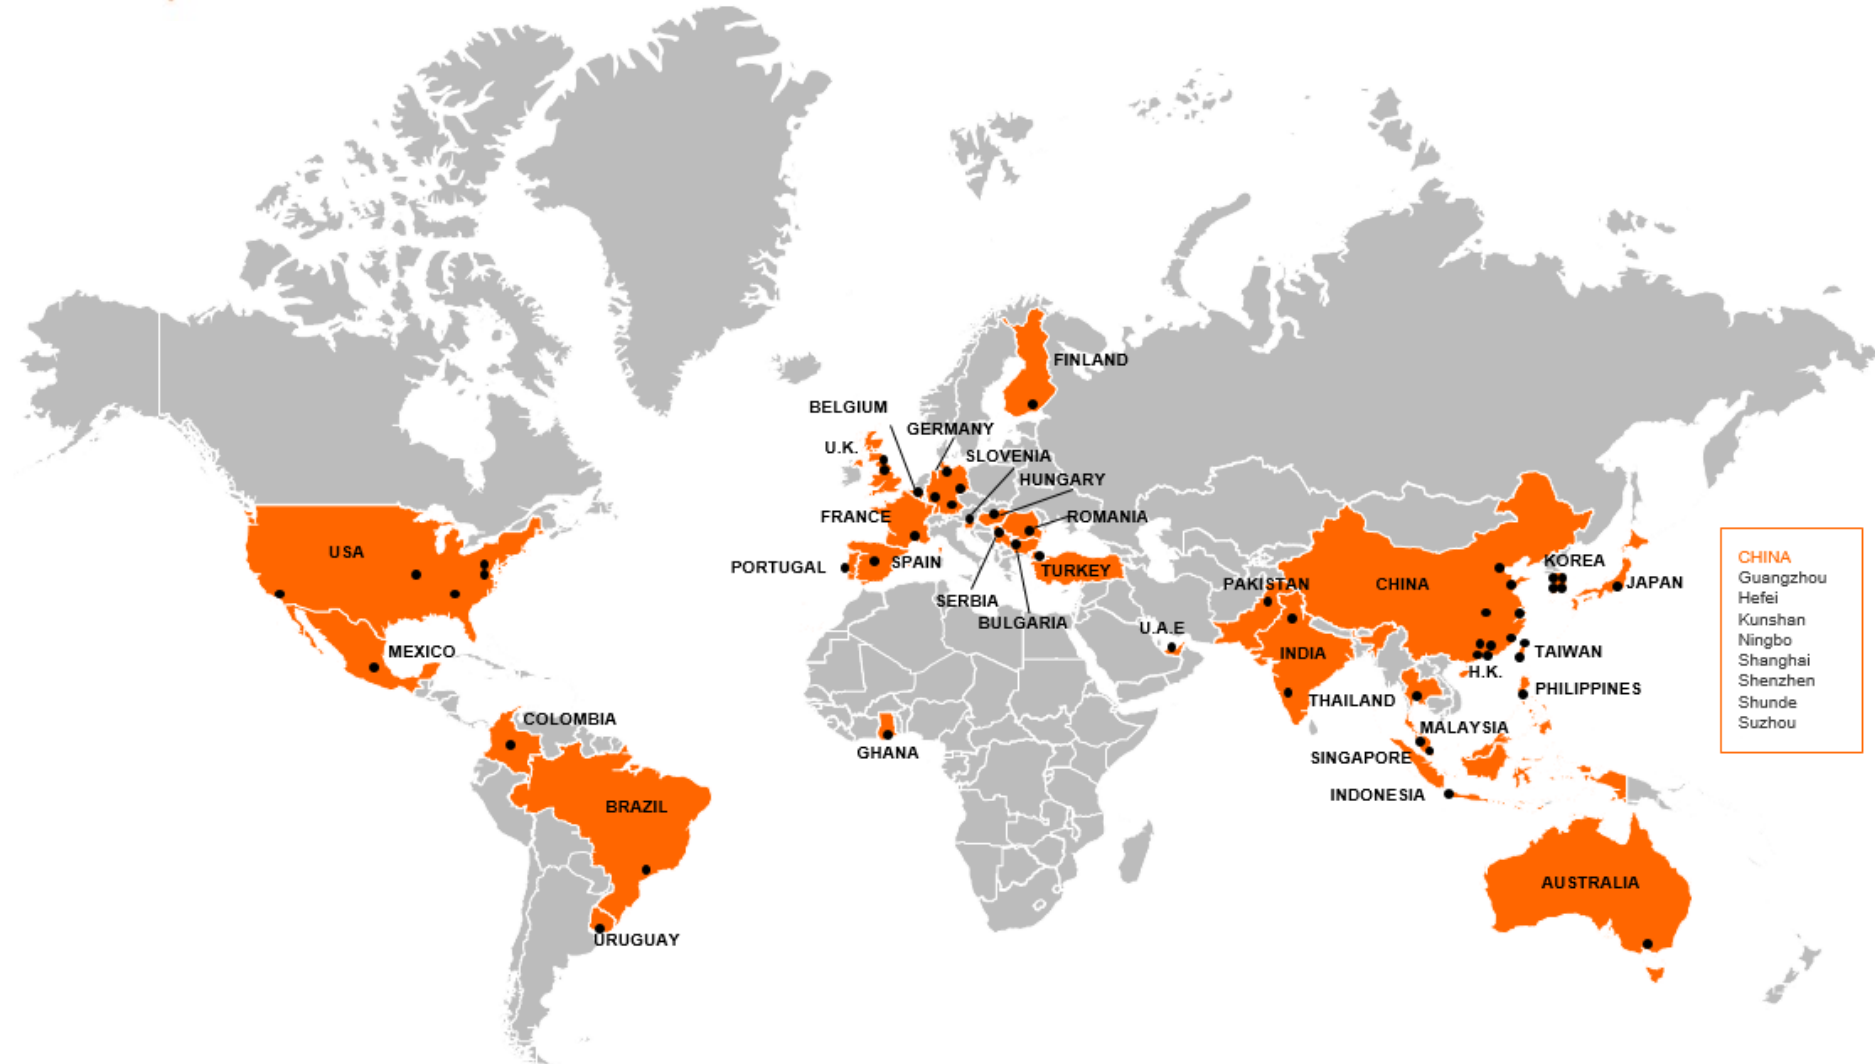 FINLAND
BELGIUM
GERMANY
U.K.
SLOVENIA
HUNGARY
FRANCE
ROMANIA
USA
PORTUGAL
SPAIN
TURKEY
SERBIA
BULGARIA
PAKISTAN
CHINA
KOREA
JAPAN
U.A.E
MEXICO
INDIA
TAIWAN
H.K.
PHILIPPINES
THAILAND
COLOMBIA
MALAYSIA
GHANA
SINGAPORE
INDONESIA
BRAZIL
AUSTRALIA
URUGUAY
CHINA
Guangzhou
Hefei
Kunshan
Ningbo
Shanghai
Shenzhen
Shunde
Suzhou